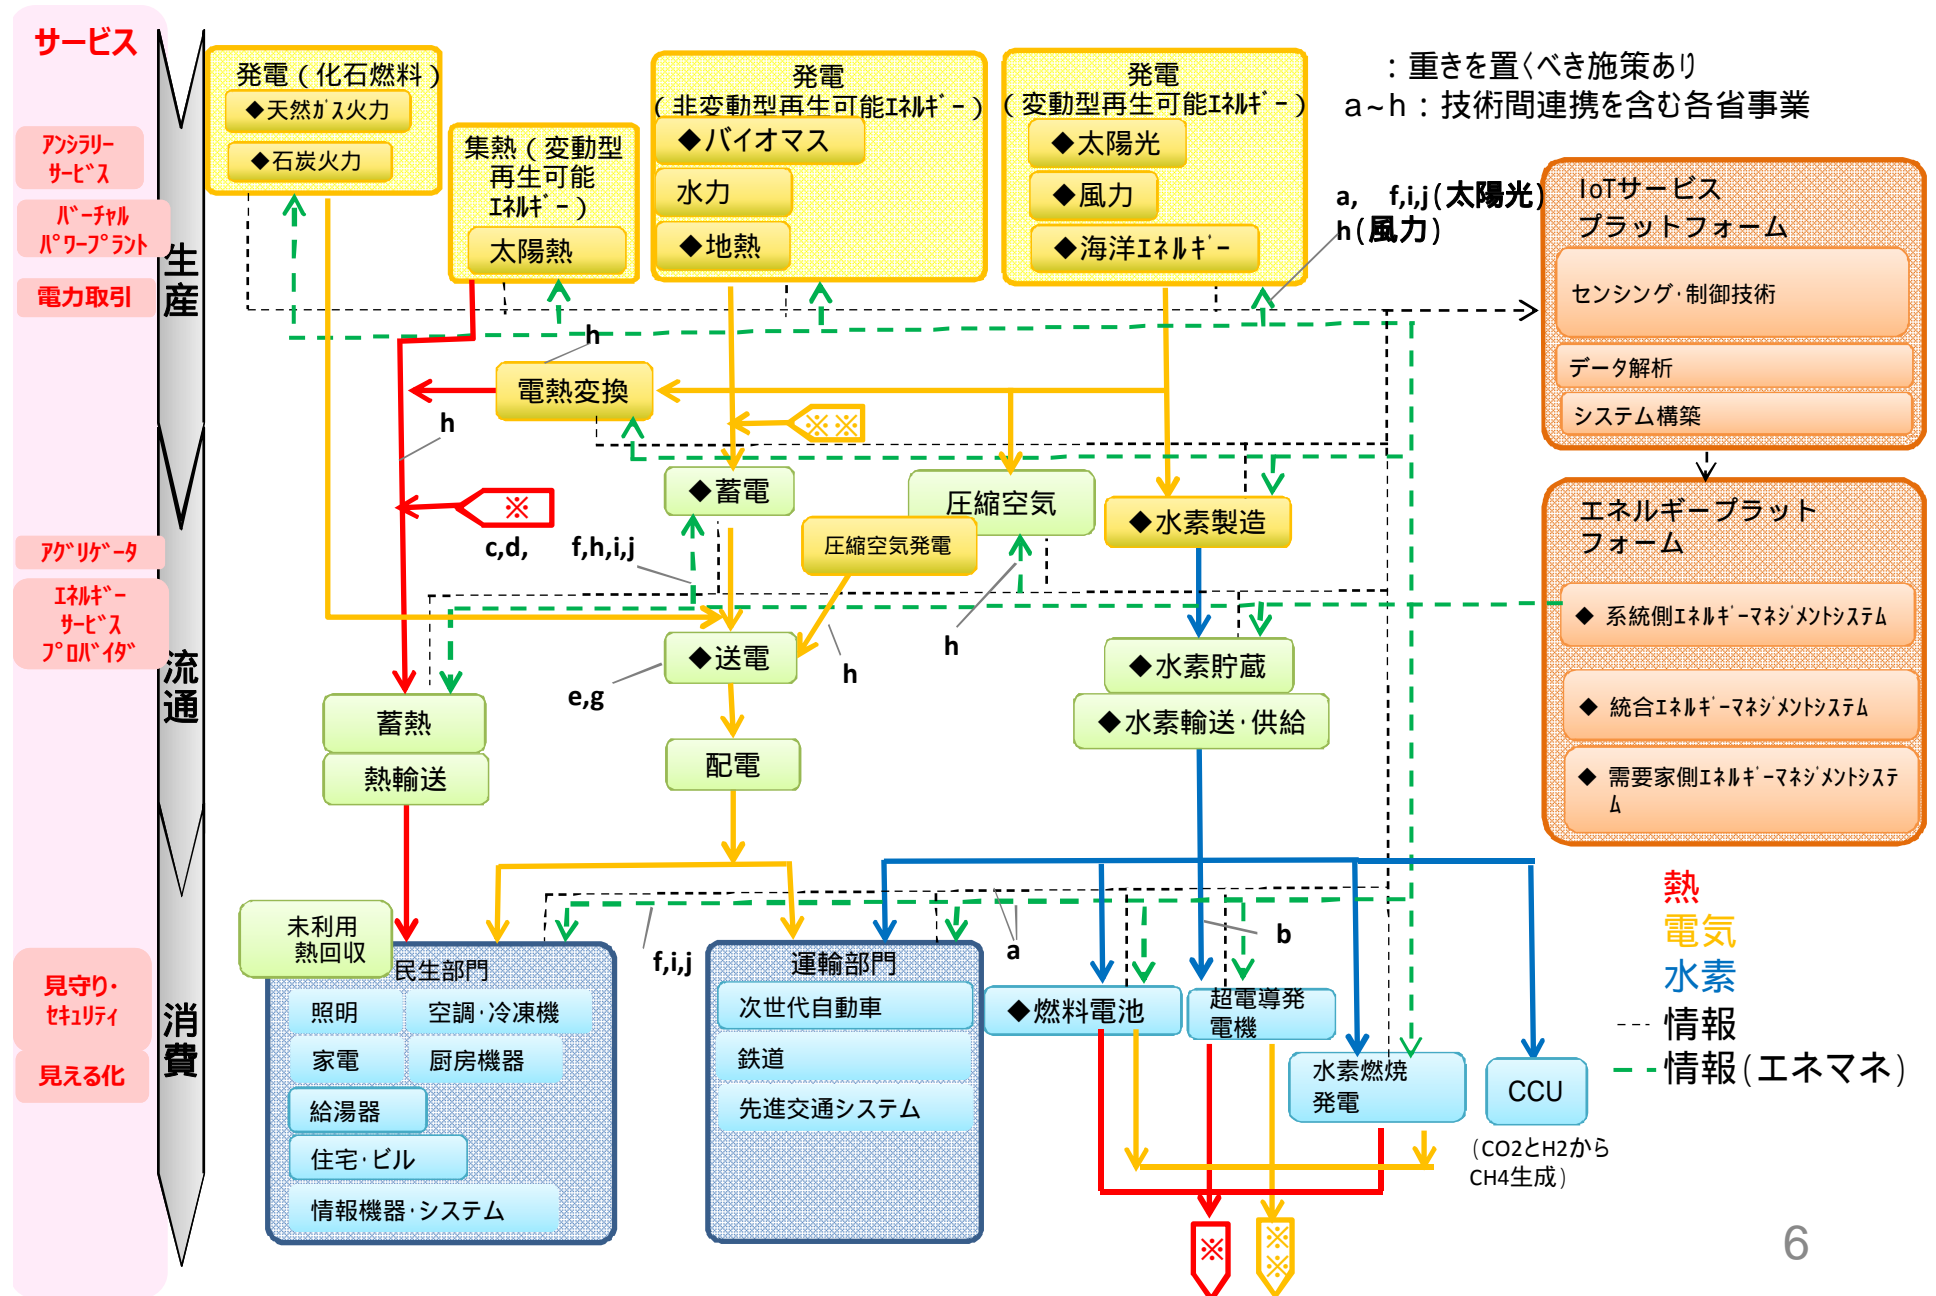 サービス
アンシラリー
サービス
バーチャル
パワープラント
電力取引
アグリゲータ
エネルギー
サービス
プロバイダ
見守り・
セキュリティ
見える化
生産
流通
消費
発電(化石燃料)
◆天然ガス火力
◆石炭火力
集熱(変動型
再生可能
エネルギー)
太陽熱
発電
(非変動型再生可能エネルギー)
◆バイオマス
水力
◆地熱
発電
(変動型再生可能エネルギー)
◆太陽光
◆風力
◆海洋エネルギー
:重きを置くべき施策あり
a~h:技術間連携を含む各省事業
a, f,i,j(太陽光)
h(風力)
IoTサービス
プラットフォーム
センシング・制御技術
データ解析
システム構築
h
電熱変換
h
※※
※
c,d,
◆蓄電
f,h,i,j
圧縮空気
圧縮空気発電
◆水素製造
h
h
◆送電
e,g
◆水素貯蔵
◆水素輸送・供給
蓄熱
熱輸送
配電
エネルギープラット
フォーム
◆ 系統側エネルギーマネジメントシステム
◆ 統合エネルギーマネジメントシステム
◆ 需要家側エネルギーマネジメントシステ
ム
未利用
熱回収
民生部門
照明
空調・冷凍機
家電
厨房機器
給湯器
住宅・ビル
情報機器・システム
f,i,j
運輸部門
次世代自動車
鉄道
先進交通システム
a
b
◆燃料電池
超電導発
電機
水素燃焼
発電
CCU
(CO2とH2から
CH4生成)
※
※
※
熱
電気
水素
情報
情報(エネマネ)
6